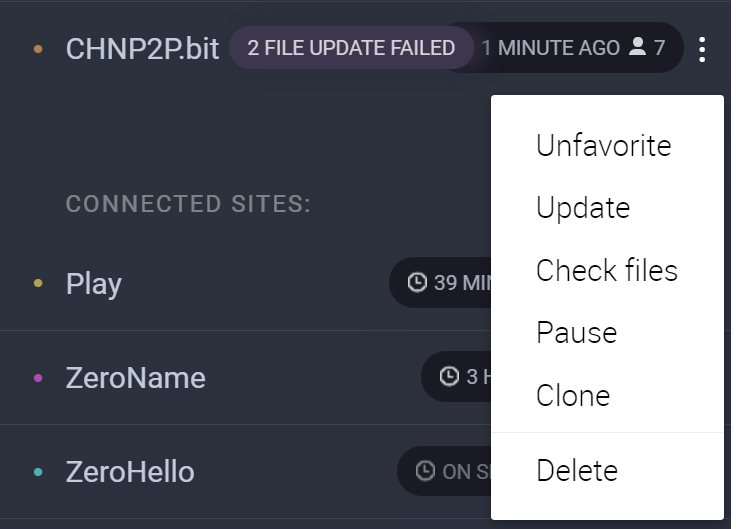 CHNP2P.bit 2 FILE UPDATE FAILED 1 MINUTE AGO 7
Unfavorite
Update
Check files
Pause
Clone
Delete
CONNECTED SITES:
Play 39
ZeroName 3
ZeroHello ON